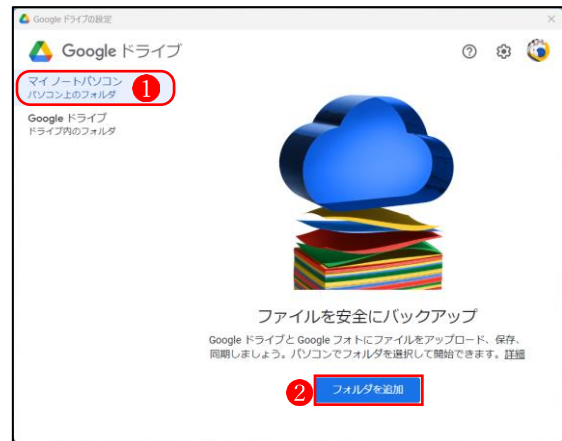 Google ドライブの設定
Google ドライブ
マイ ノートパソコン
パソコン上のフォルダ
1
Google ドライブ
ドライブ内のフォルダ
ファイルを安全にバックアップ
Google ドライブと Google フォトにファイルをアップロード、保存、
同期しましょう。パソコンでフォルダを選択して開始できます。詳細
2
フォルダを追加